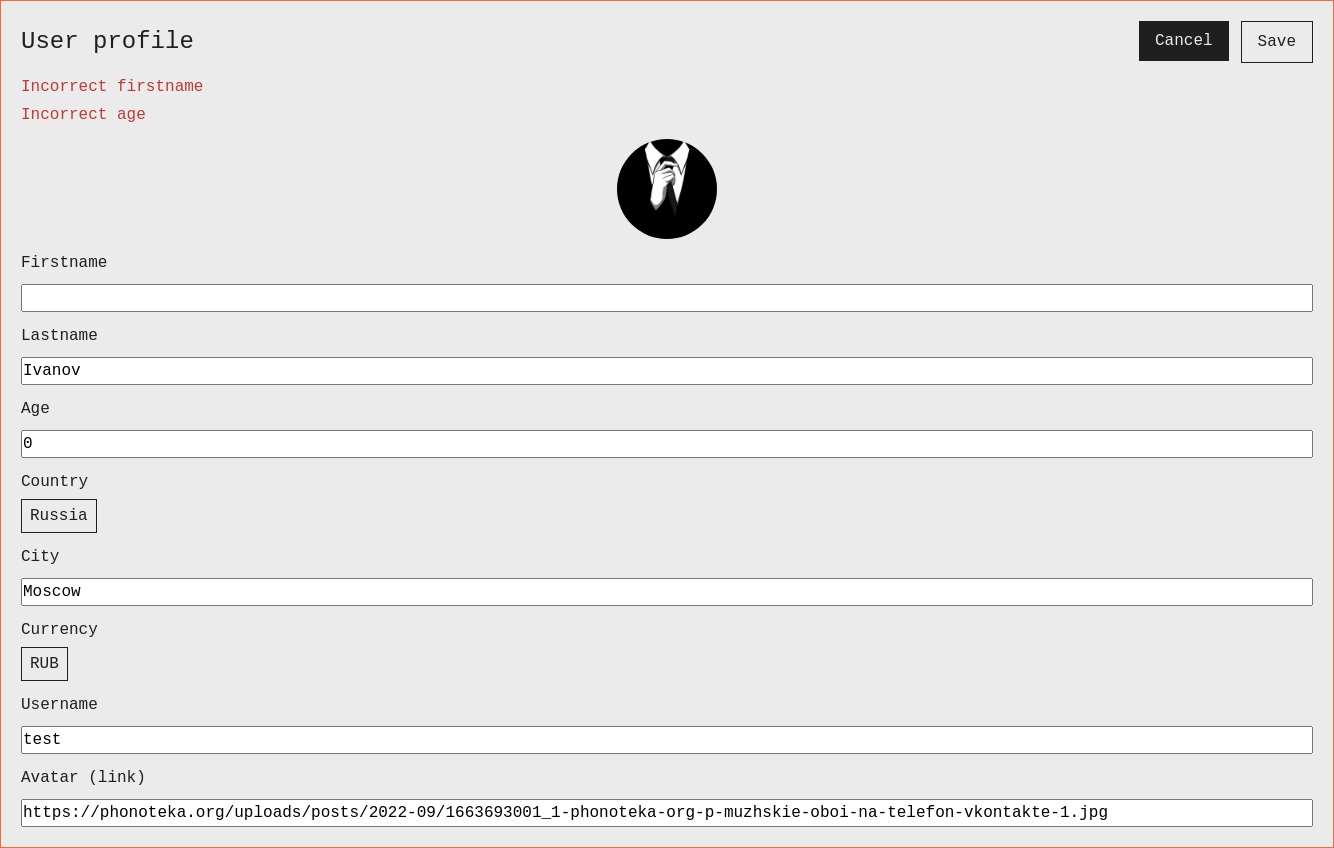 User profile
Cancel
Save
Incorrect firstname
Incorrect age
Firstname
Lastname
Ivanov
Age
0
Country
Russia
City
Moscow
Currency
RUB
Username
test
Avatar (link)
https://phonoteka.org/uploads/posts/2022-09/1663693001_1-phonoteka-org-p-muzhskie-oboi-na-telefon-vkontakte-1.jpg